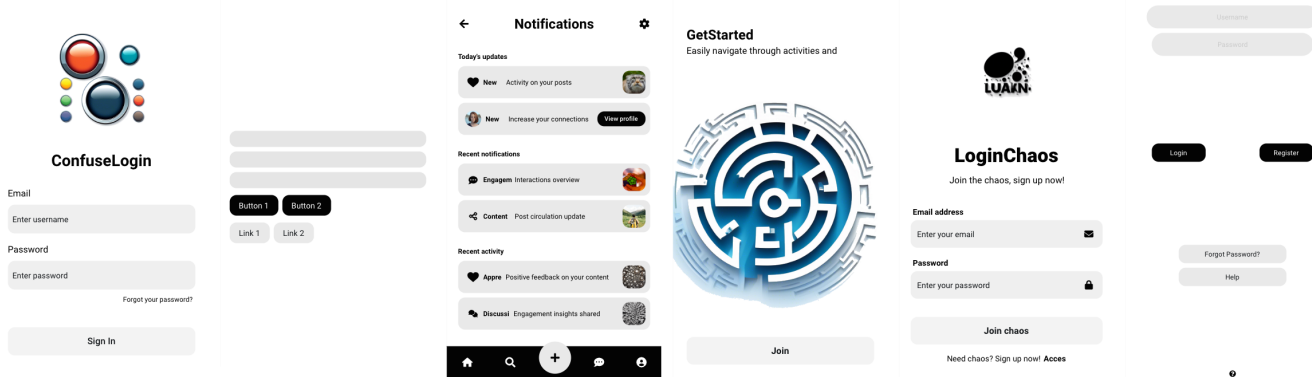 ConfuseLogin
Email
Enter username
Password
Enter password
Forgot your password?
Sign In
Button 1 Button 2
Link 1 Link 2
Notifications
Today's updates
New Activity on your posts
New Increase your connections View profile
Recent notifications
Engagem Interactions overview
Content Post circulation update
Recent activity
Appre Positive feedback on your content
Discussi Engagement insights shared
GetStarted
Easily navigate through activities and
Join
LUAKN.
LoginChaos
Join the chaos, sign up now!
Email address
Enter your email
Password
Enter your password
Join chaos
Need chaos? Sign up now! Acces
Username
Password
Login Register
Forgot Password?
Help